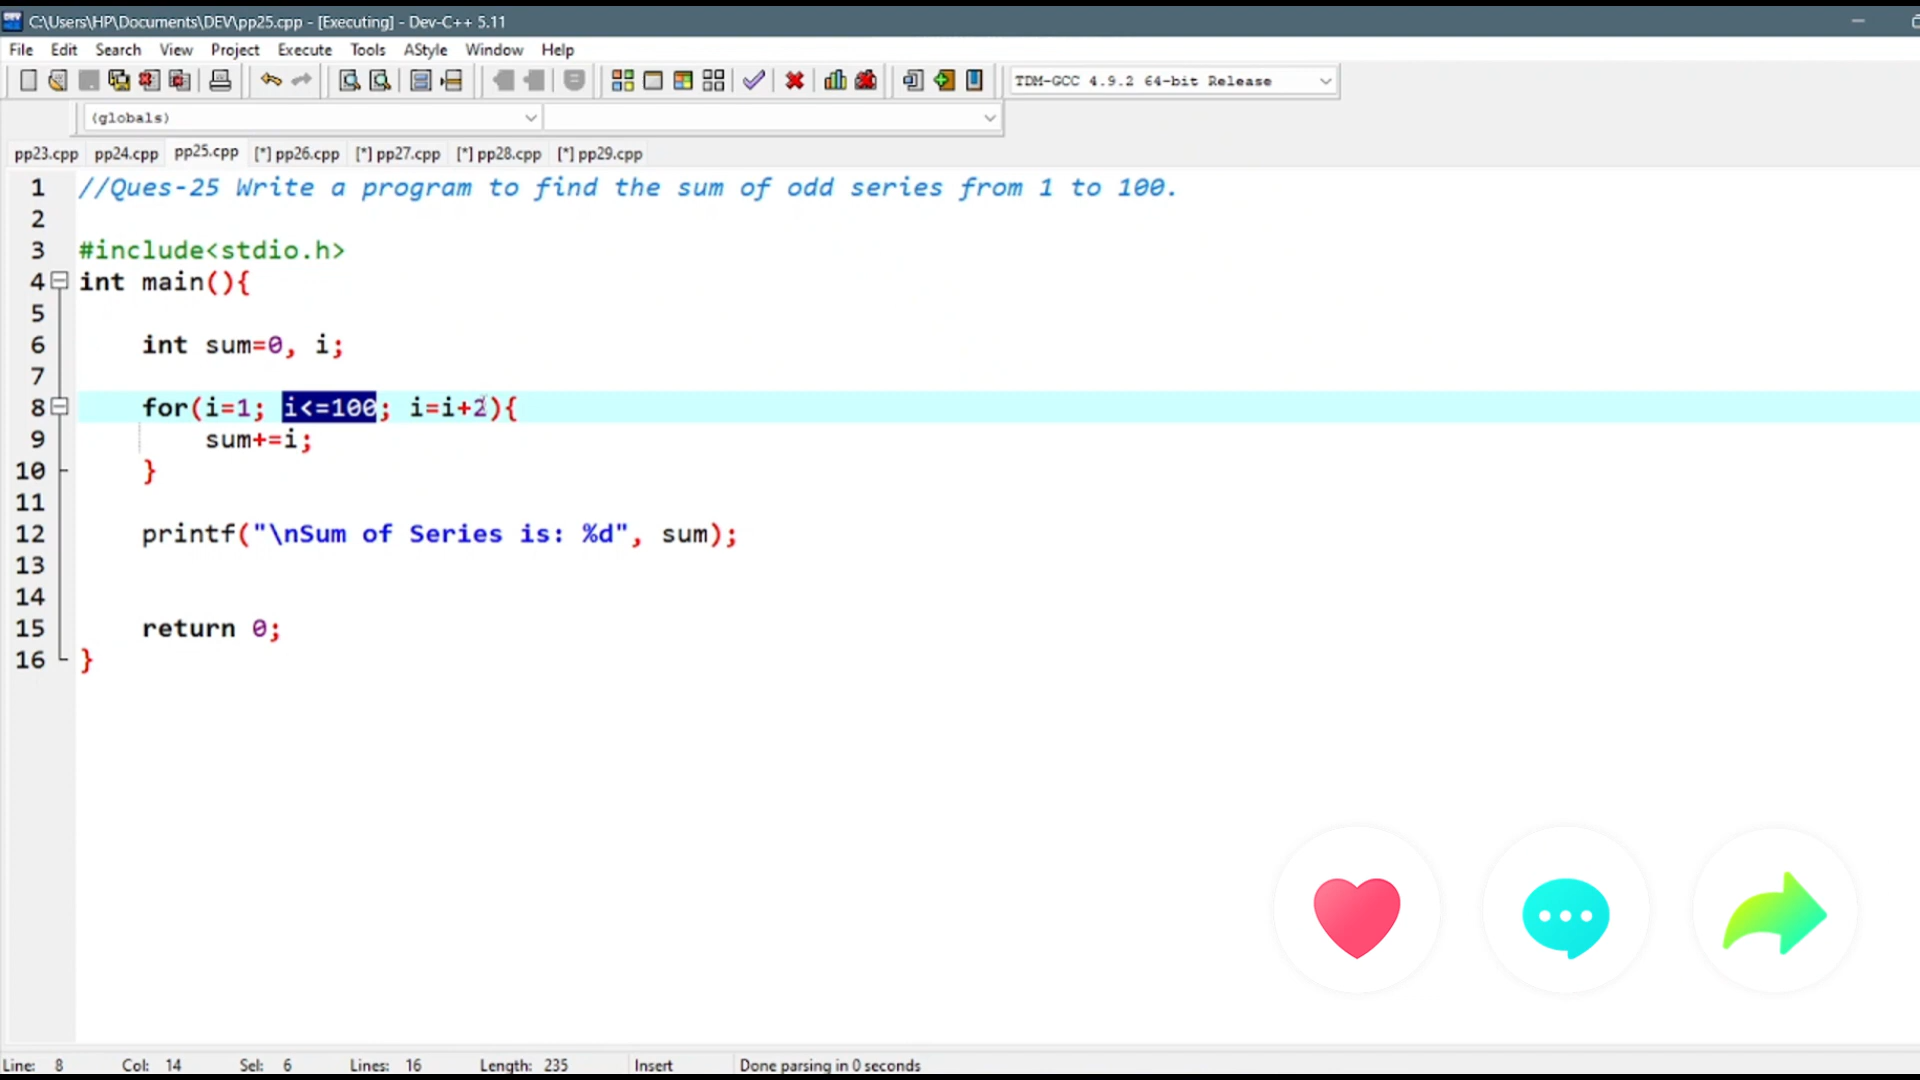 C:\Users\HP\Documents\DEV\pp25.cpp - [Executing] - Dev-C++ 5.11
File Edit Search View Project Execute Tools AStyle Window Help
TDM-GCC 4.9.2 64-bit Release
(globals)
pp23.cpp pp24.cpp pp25.cpp [*] pp26.cpp [*] pp27.cpp [*] pp28.cpp [*] pp29.cpp
1 //Ques-25 Write a program to find the sum of odd series from 1 to 100.
2
3 #include<stdio.h>
4 int main(){
5
6 int sum=0, i;
7
8 for(i=1; i<=100; i=i+2){
9 sum+=i;
10 }
11
12 printf("\nSum of Series is: %d", sum);
13
14
15 return 0;
16 }
Line: 8 Col: 14 Sel: 6 Lines: 16 Length: 235 Insert Done parsing in 0 seconds